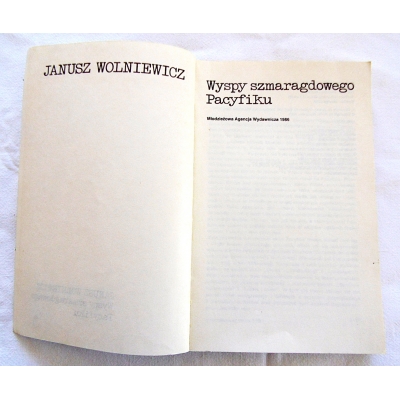 JANUSZ WOLNIEWICZ
Wyspy szmaragdowego
Pacyfiku
Młodzieżowa Agencja Wydawnicza 1986